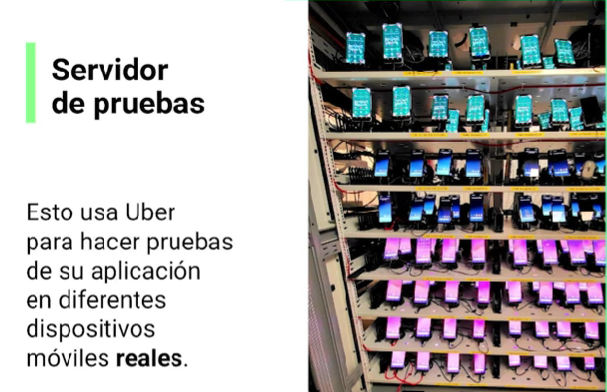 Servidor
de pruebas
Esto usa Uber
para hacer pruebas
de su aplicación
en diferentes
dispositivos
móviles reales.